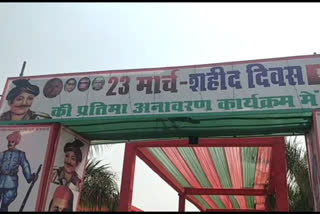 23 मार्च -शहीद दिवस
की प्रतिमा अनावरण कार्यक्रम में